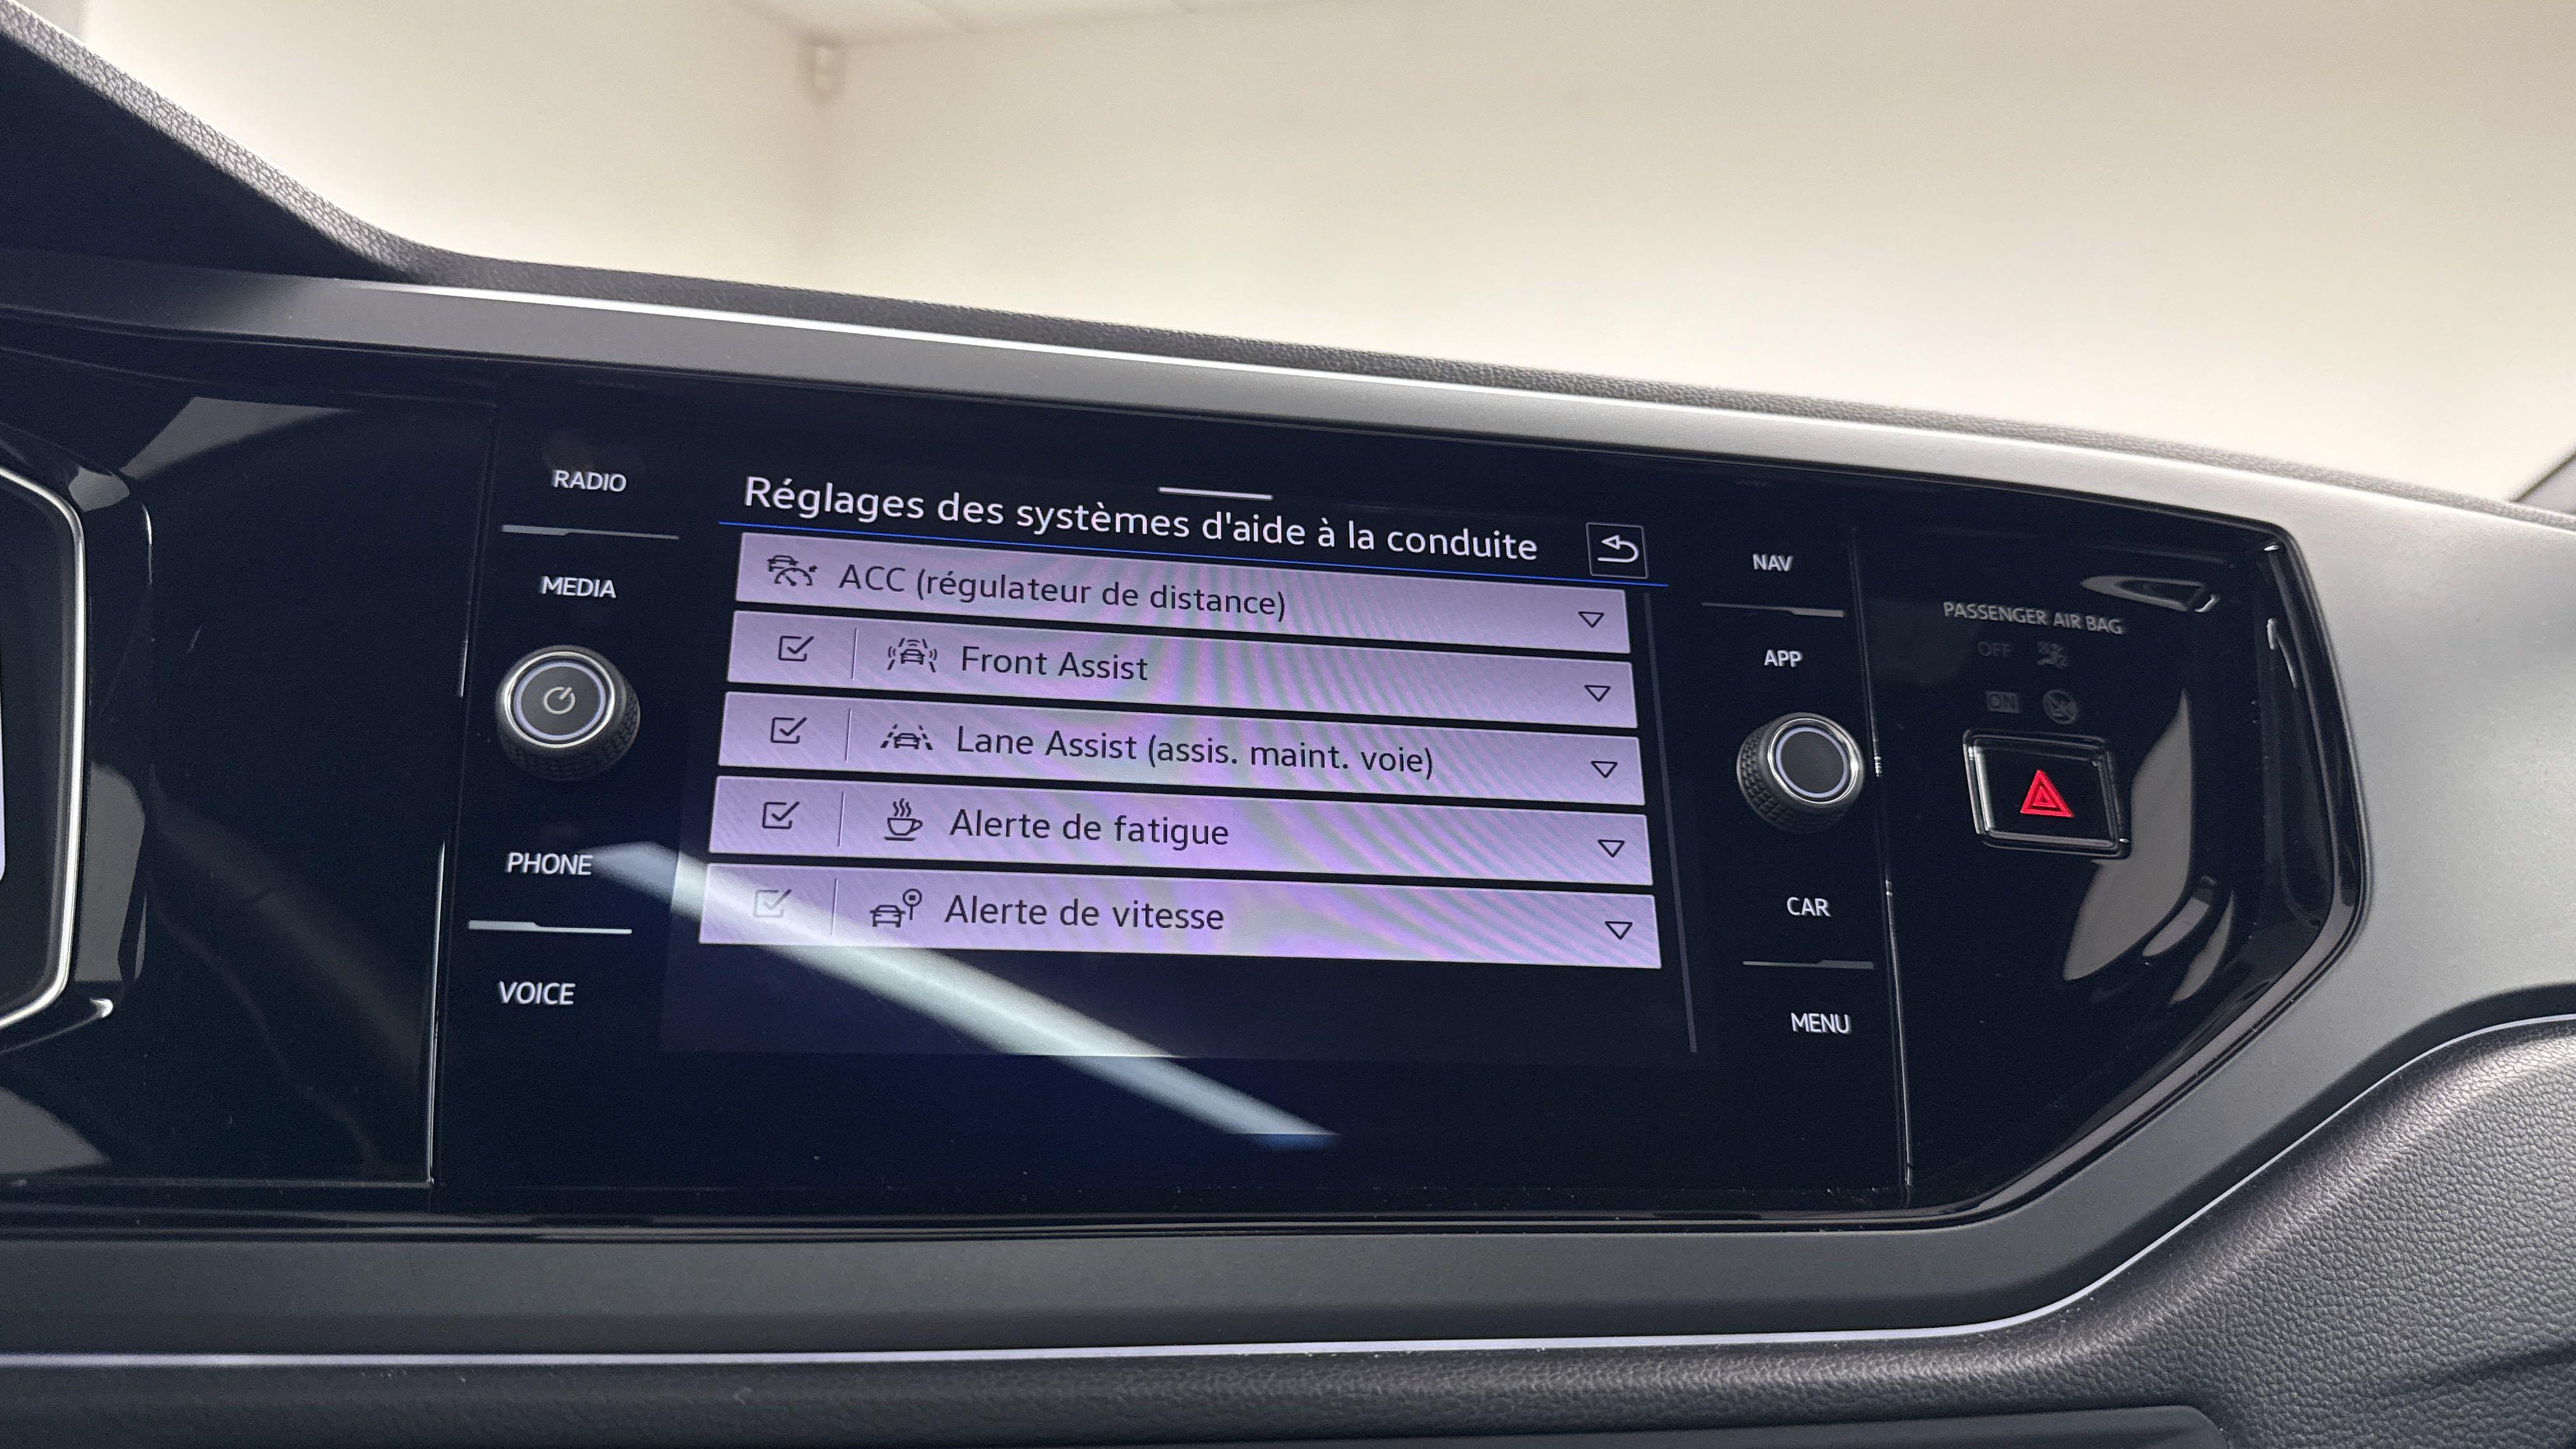 RADIO
MEDIA
PHONE
VOICE
Réglages des systèmes d'aide à la conduite
ACC (régulateur de distance)
Front Assist
Lane Assist (assis. maint. voie)
Alerte de fatigue
Alerte de vitesse
NAV
APP
CAR
MENU
PASSENGER AIR BAG
OFF
ON